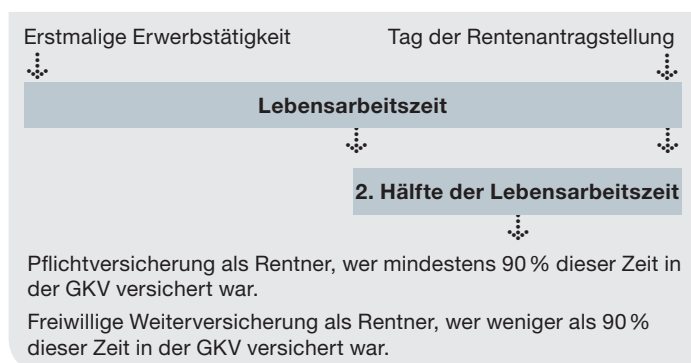 Erstmalige Erwerbstätigkeit Tag der Rentenantragstellung
Lebensarbeitszeit
2. Hälfte der Lebensarbeitszeit
Pflichtversicherung als Rentner, wer mindestens 90 % dieser Zeit in
der GKV versichert war.
Freiwillige Weiterversicherung als Rentner, wer weniger als 90 %
dieser Zeit in der GKV versichert war.